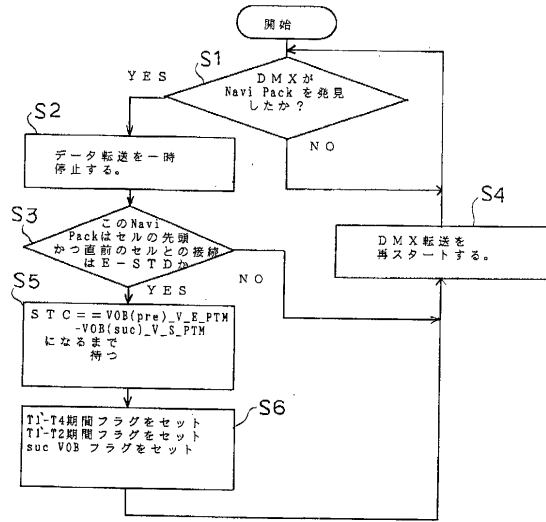 開始
S1
YES
DMXが
Navi Pack を発見
したか？
NO
S2
データ転送を一時
停止する。
S3
このNavi
Packはセルの先頭
かつ直前のセルとの接続
はE-STDか
NO
YES
S4
DMX転送を
再スタートする。
S5
STC==VOB(pre)_V_E_PTM
-VOB(suc)_V_S_PTM
になるまで
待つ
S6
T1-T4期間フラグをセット
T1-T2期間フラグをセット
suc VOB フラグをセット